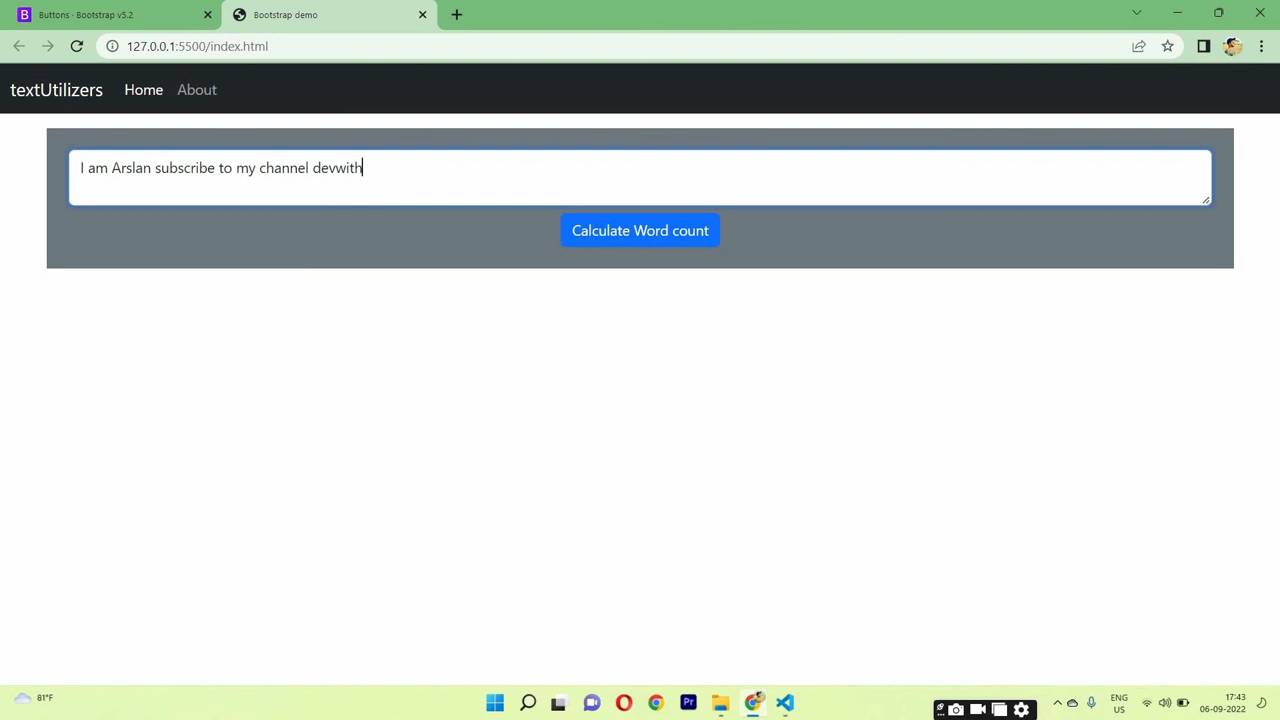 Buttons · Bootstrap v5.2
Bootstrap demo
127.0.0.1:5500/index.html
textUtilizers Home About
I am Arslan subscribe to my channel devwith
Calculate Word count
81°F
Pr
ENG
US
17:43
06-09-2022